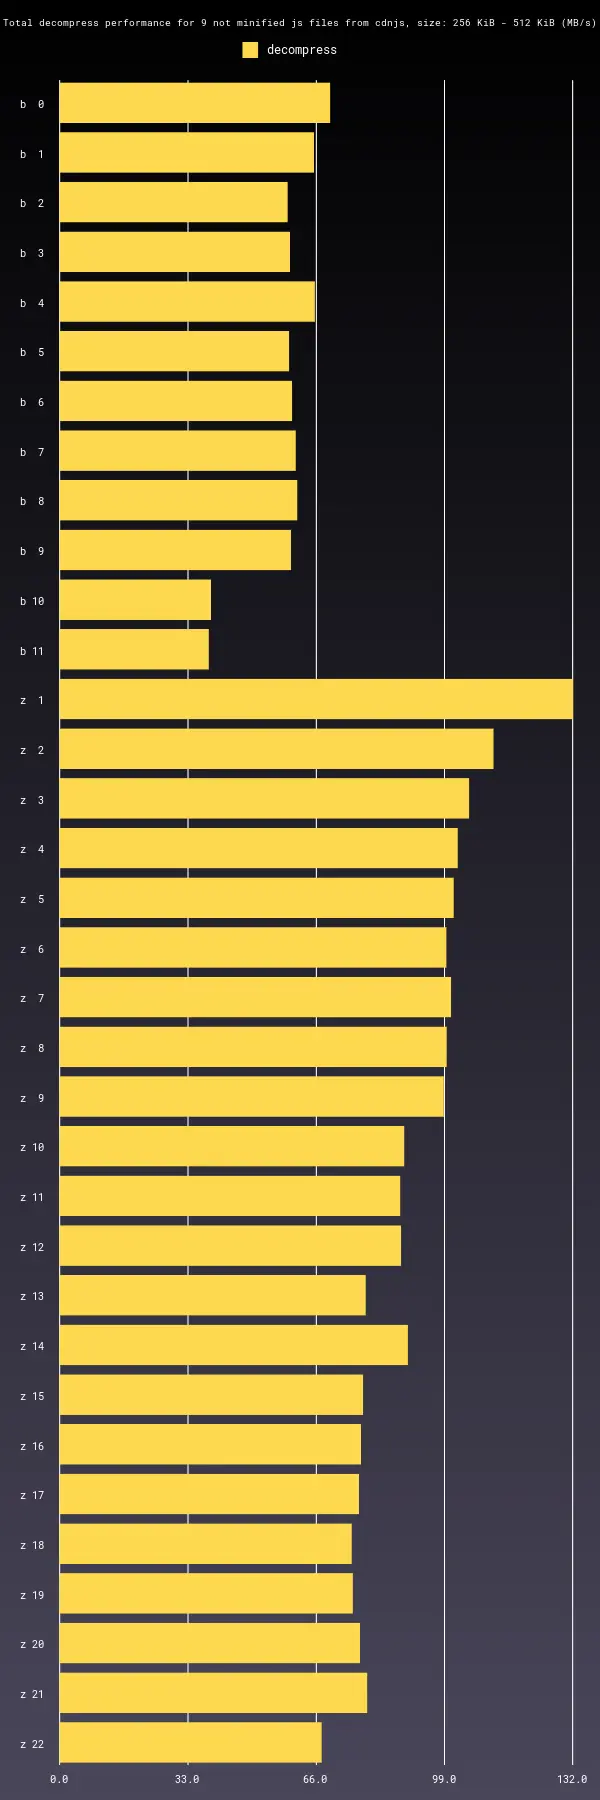 Total decompress performance for 9 not minified js files from cdnjs, size: 256 KiB - 512 KiB (MB/s)
decompress
b 0
b 1
b 2
b 3
b 4
b 5
b 6
b 7
b 8
b 9
b 10
b 11
z 1
z 2
z 3
z 4
z 5
z 6
z 7
z 8
z 9
z 10
z 11
z 12
z 13
z 14
z 15
z 16
z 17
z 18
z 19
z 20
z 21
z 22
0.0 33.0 66.0 99.0 132.0